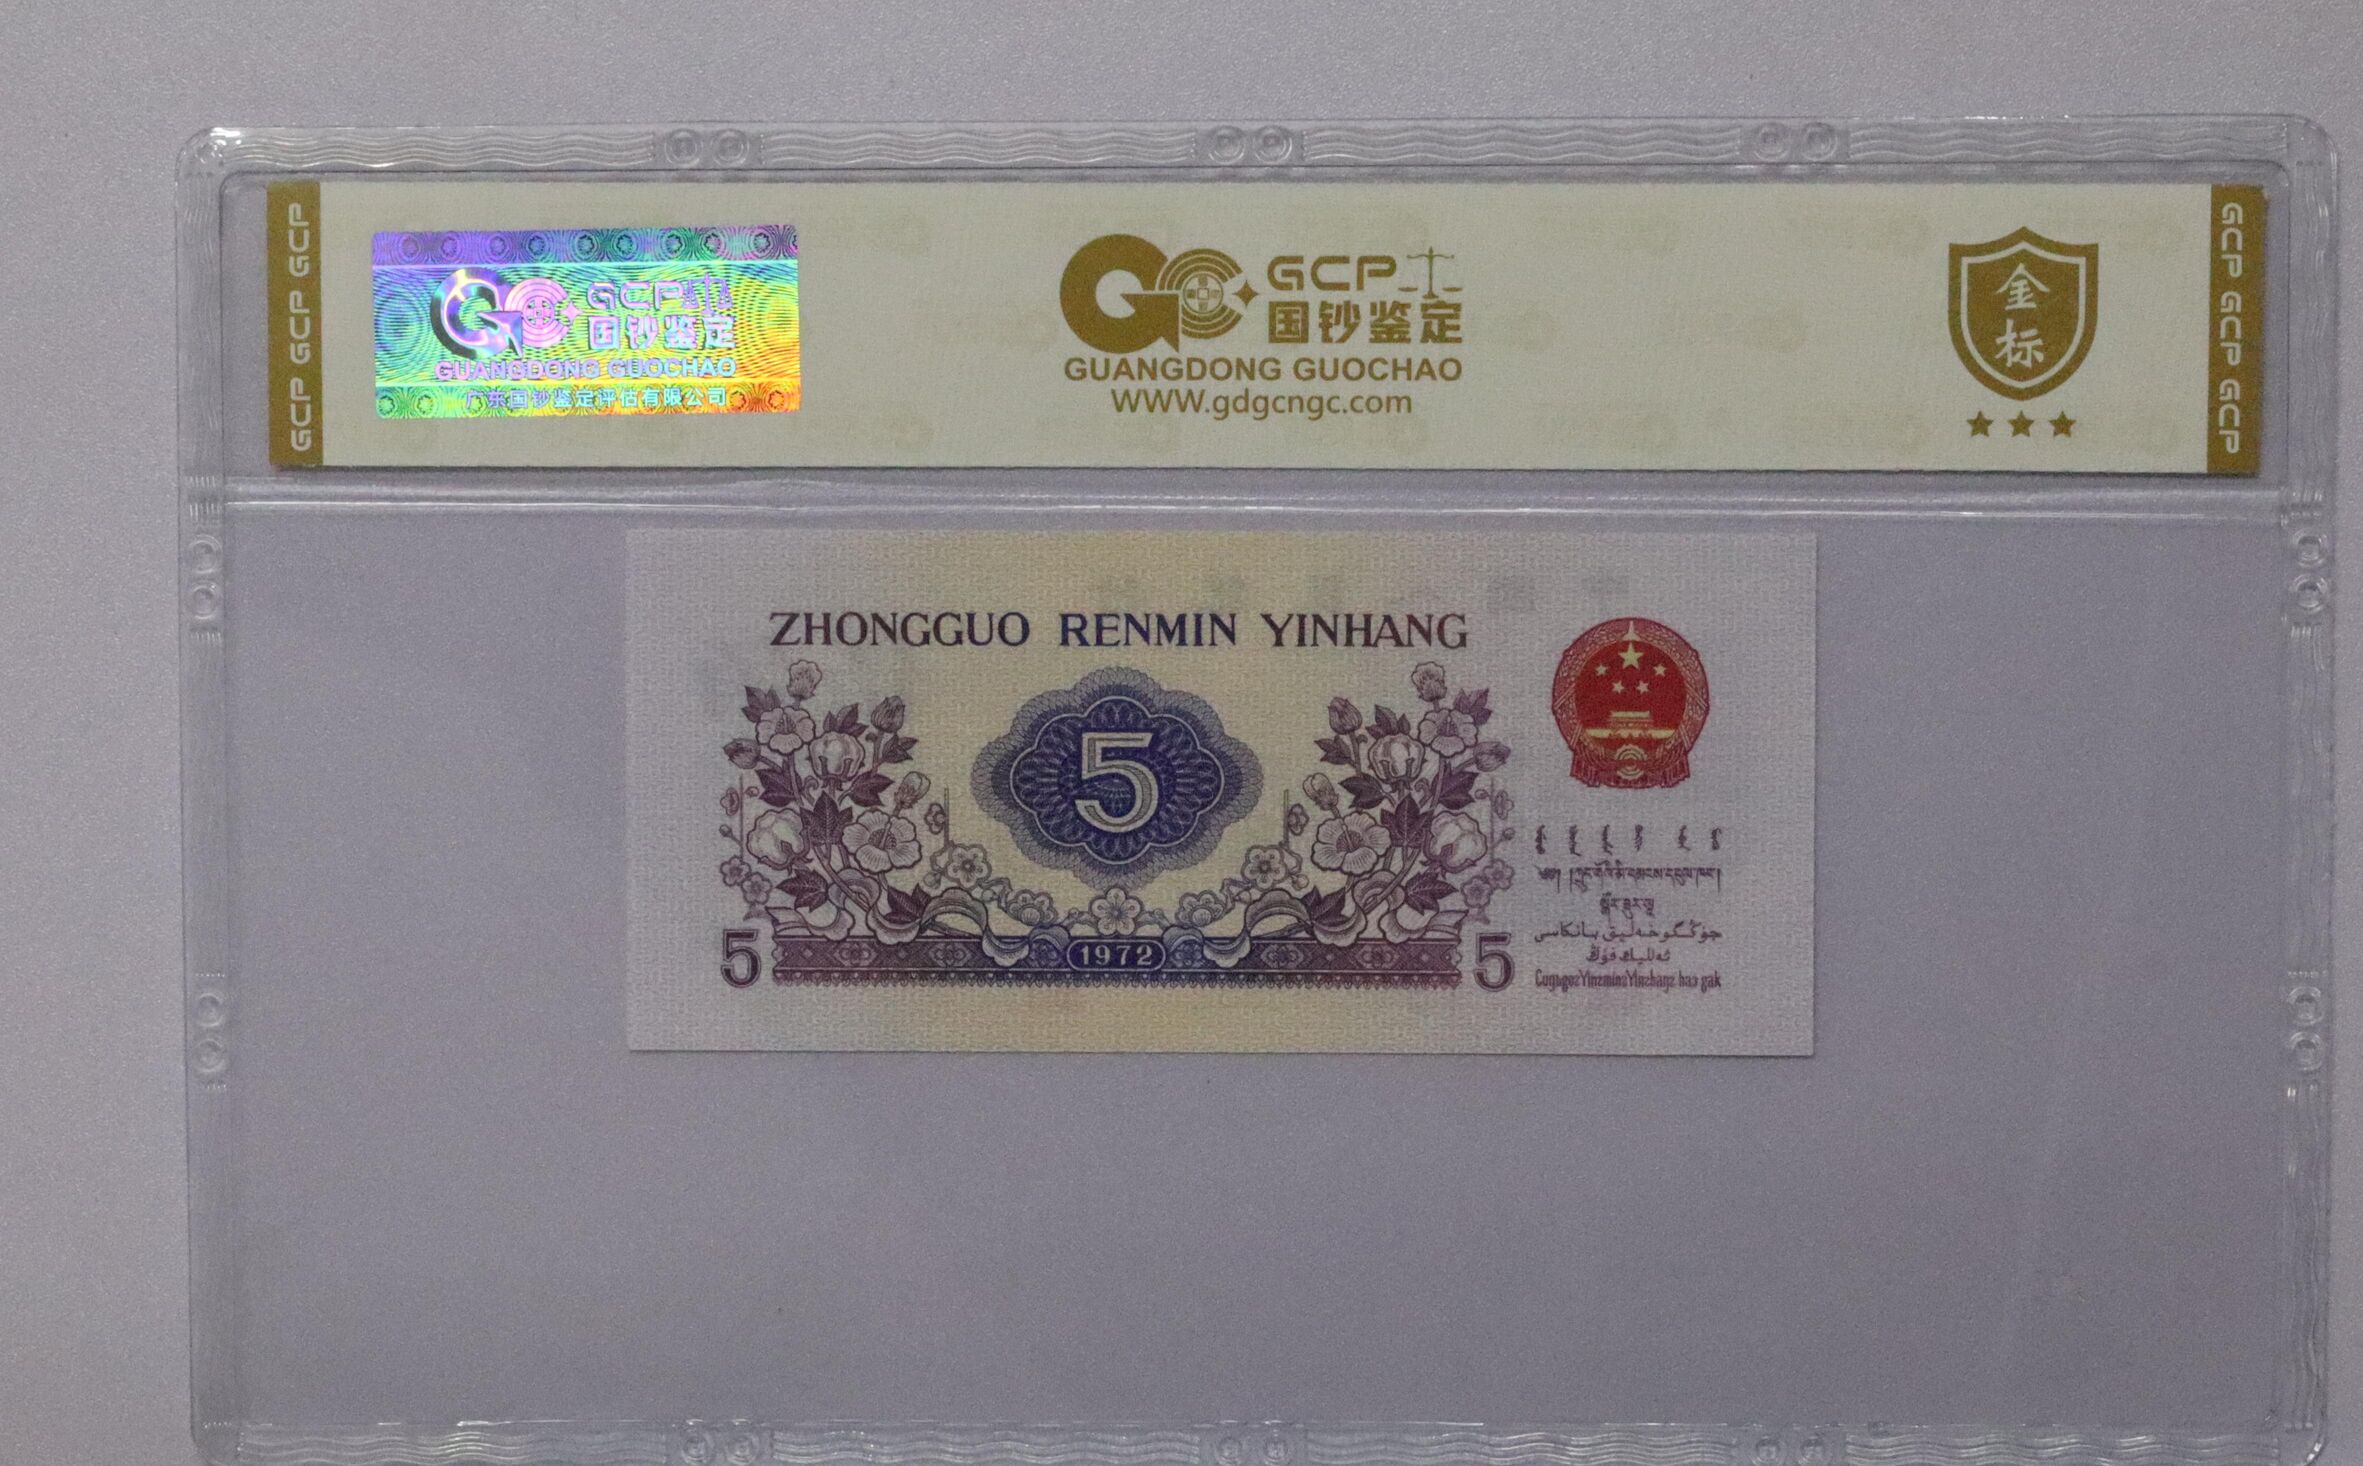 GCP GCP GCP
GCP
国钞鉴定
GUANGDONG GUOCHAO
广东国钞鉴定评估有限公司
GCP
国钞鉴定
GUANGDONG GUOCHAO
WWW.gdgcngc.com
金标
GCP GCP GCP
ZHONGGUO RENMIN YINHANG
5
1972
5
5
جۇڭگوخەلىق بانكاسى